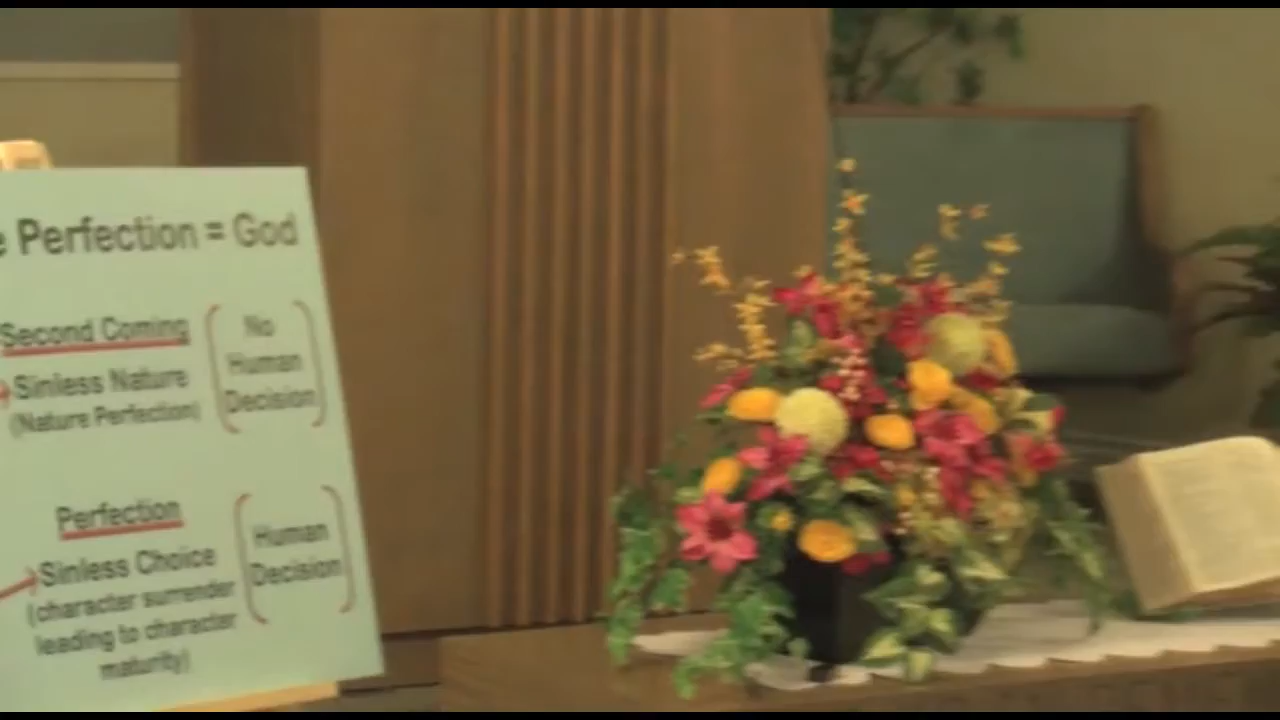 e Perfection = God
Second Coming
Sinless Nature
(Nature Perfection)
No
Human
Decision
Perfection
Sinless Choice
(character surrender
leading to character
maturity)
Human
Decision